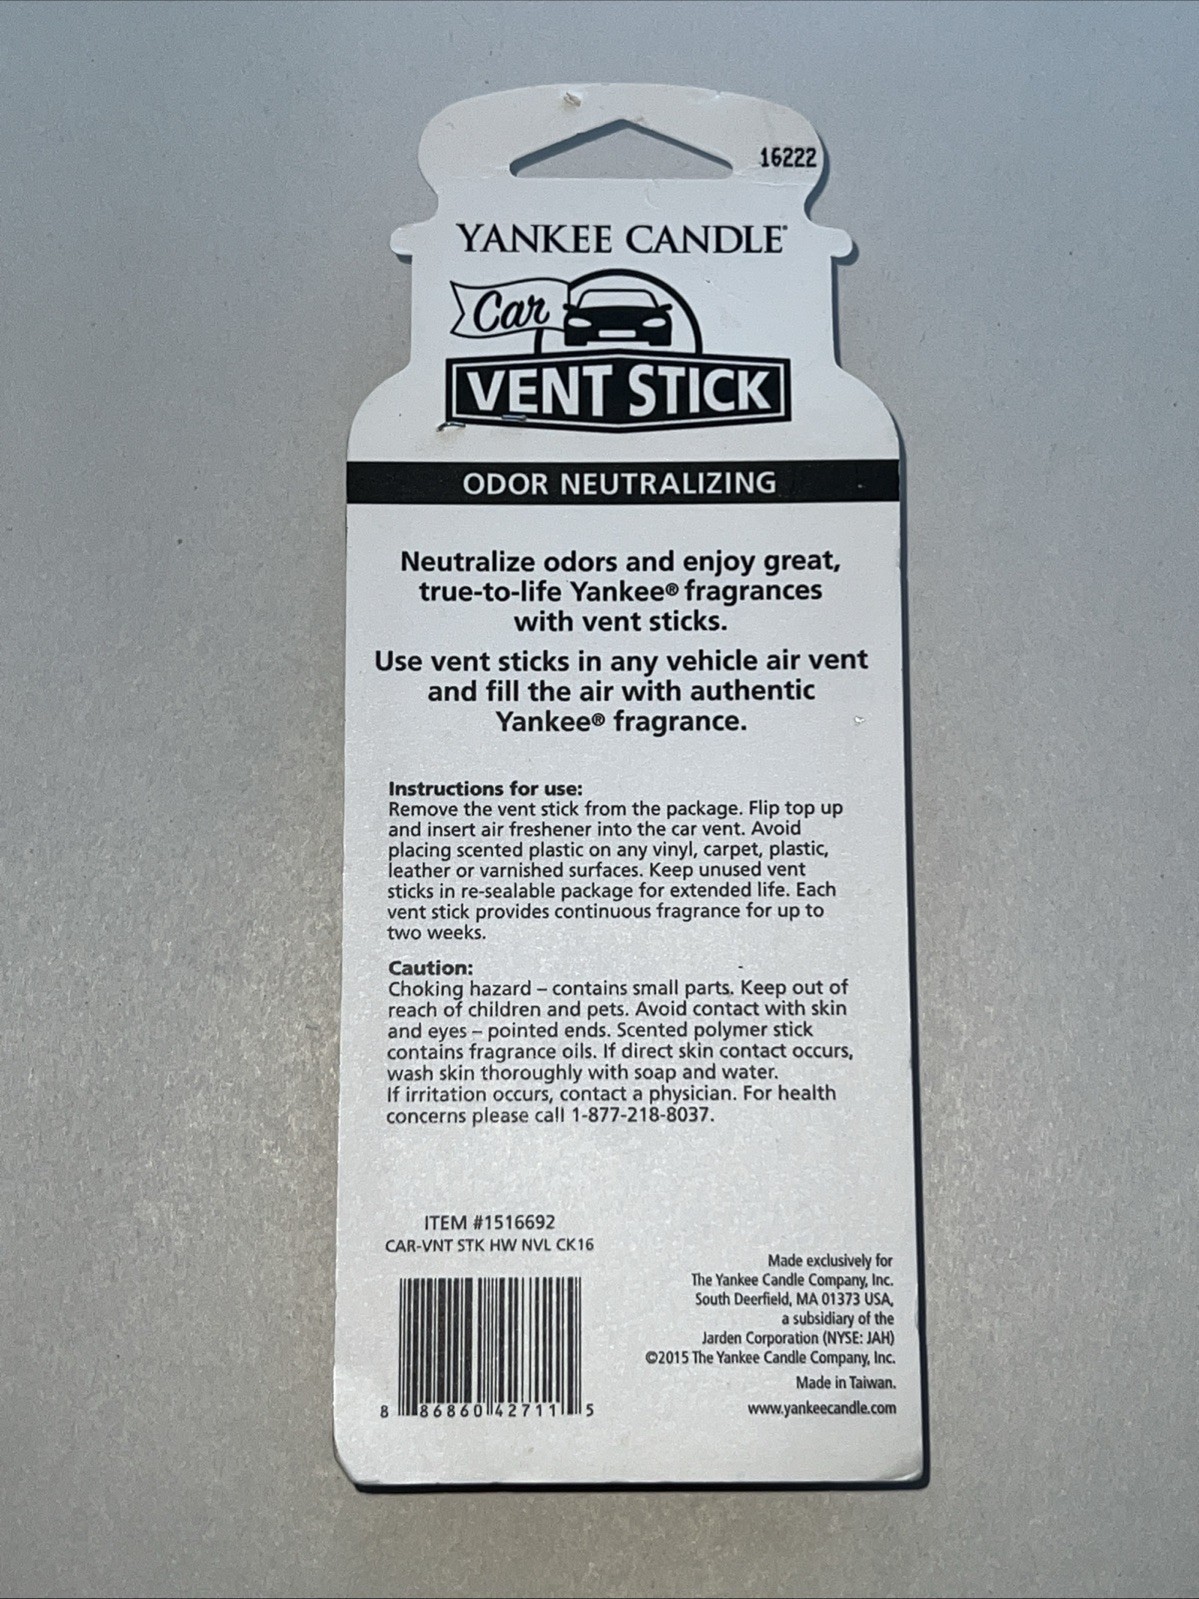 16222
YANKEE CANDLE®
Car
VENT STICK
ODOR NEUTRALIZING
Neutralize odors and enjoy great,
true-to-life Yankee® fragrances
with vent sticks.
Use vent sticks in any vehicle air vent
and fill the air with authentic
Yankee® fragrance.
Instructions for use:
Remove the vent stick from the package. Flip top up
and insert air freshener into the car vent. Avoid
placing scented plastic on any vinyl, carpet, plastic,
leather or varnished surfaces. Keep unused vent
sticks in re-sealable package for extended life. Each
vent stick provides continuous fragrance for up to
two weeks.
Caution:
Choking hazard – contains small parts. Keep out of
reach of children and pets. Avoid contact with skin
and eyes – pointed ends. Scented polymer stick
contains fragrance oils. If direct skin contact occurs,
wash skin thoroughly with soap and water.
If irritation occurs, contact a physician. For health
concerns please call 1-877-218-8037.
ITEM #1516692
CAR-VNT STK HW NVL CK16
8 86860 42711 5
Made exclusively for
The Yankee Candle Company, Inc.
South Deerfield, MA 01373 USA,
a subsidiary of the
Jarden Corporation (NYSE: JAH)
©2015 The Yankee Candle Company, Inc.
Made in Taiwan.
www.yankeecandle.com